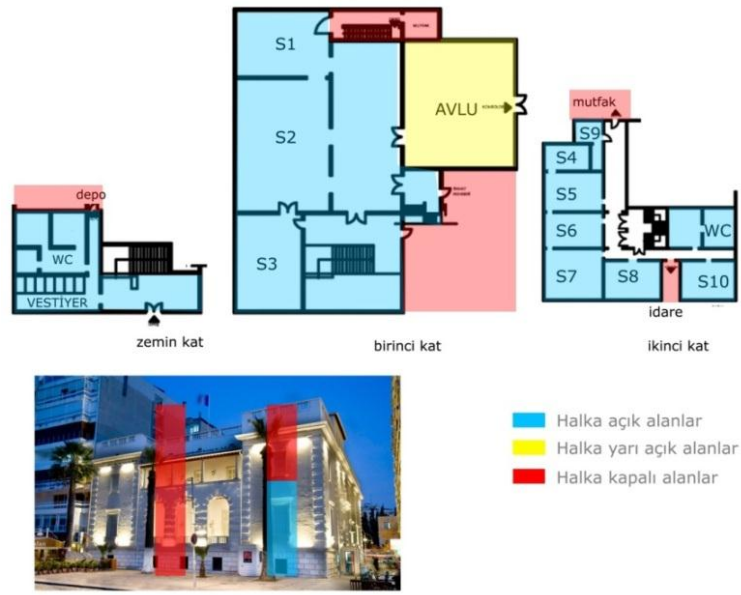 S1
S2
S3
AVLU
mutfak
S9
S4
S5
S6
S7
S8
WC
S10
idare
depo
WC
VESTİYER
zemin kat
birinci kat
ikinci kat
Halka açık alanlar
Halka yarı açık alanlar
Halka kapalı alanlar